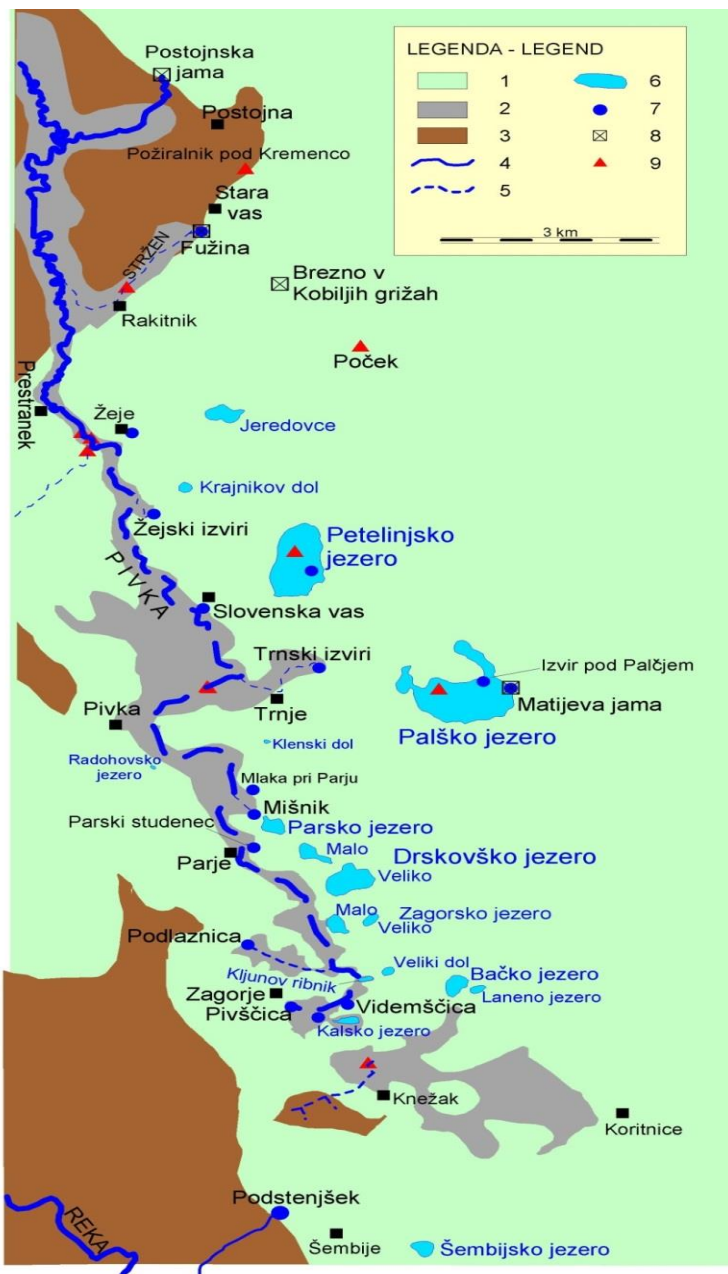 Postojnska
jama
LEGENDA - LEGEND
1
2
3
4
5
6
7
8
9
3 km
Postojna
Požiralnik pod Kremenco
Stara
vas
Fužina
STRŽEN
Brezno v
Kobiljih grižah
Rakitnik
Poček
Prestranek
Žeje
Jeredovce
Krajnikov dol
Žejski izviri
Petelinjsko
jezero
PIVKA
Slovenska vas
Trnski izviri
Izvir pod Palčjem
Matijeva jama
Trnje
Pivka
Palško jezero
Klenski dol
Radohovsko
jezero
Mlaka pri Parju
Mišnik
Parski studenec
Parsko jezero
Malo
Drskovško jezero
Parje
Veliko
Malo
Zagorsko jezero
Veliko
Podlaznica
Veliki dol
Kljunov ribnik
Bačko jezero
Zagorje
Laneno jezero
Pivščica
Videmščica
Kalsko jezero
Knežak
Koritnice
Podstenjšek
REKA
Šembije
Šembijsko jezero